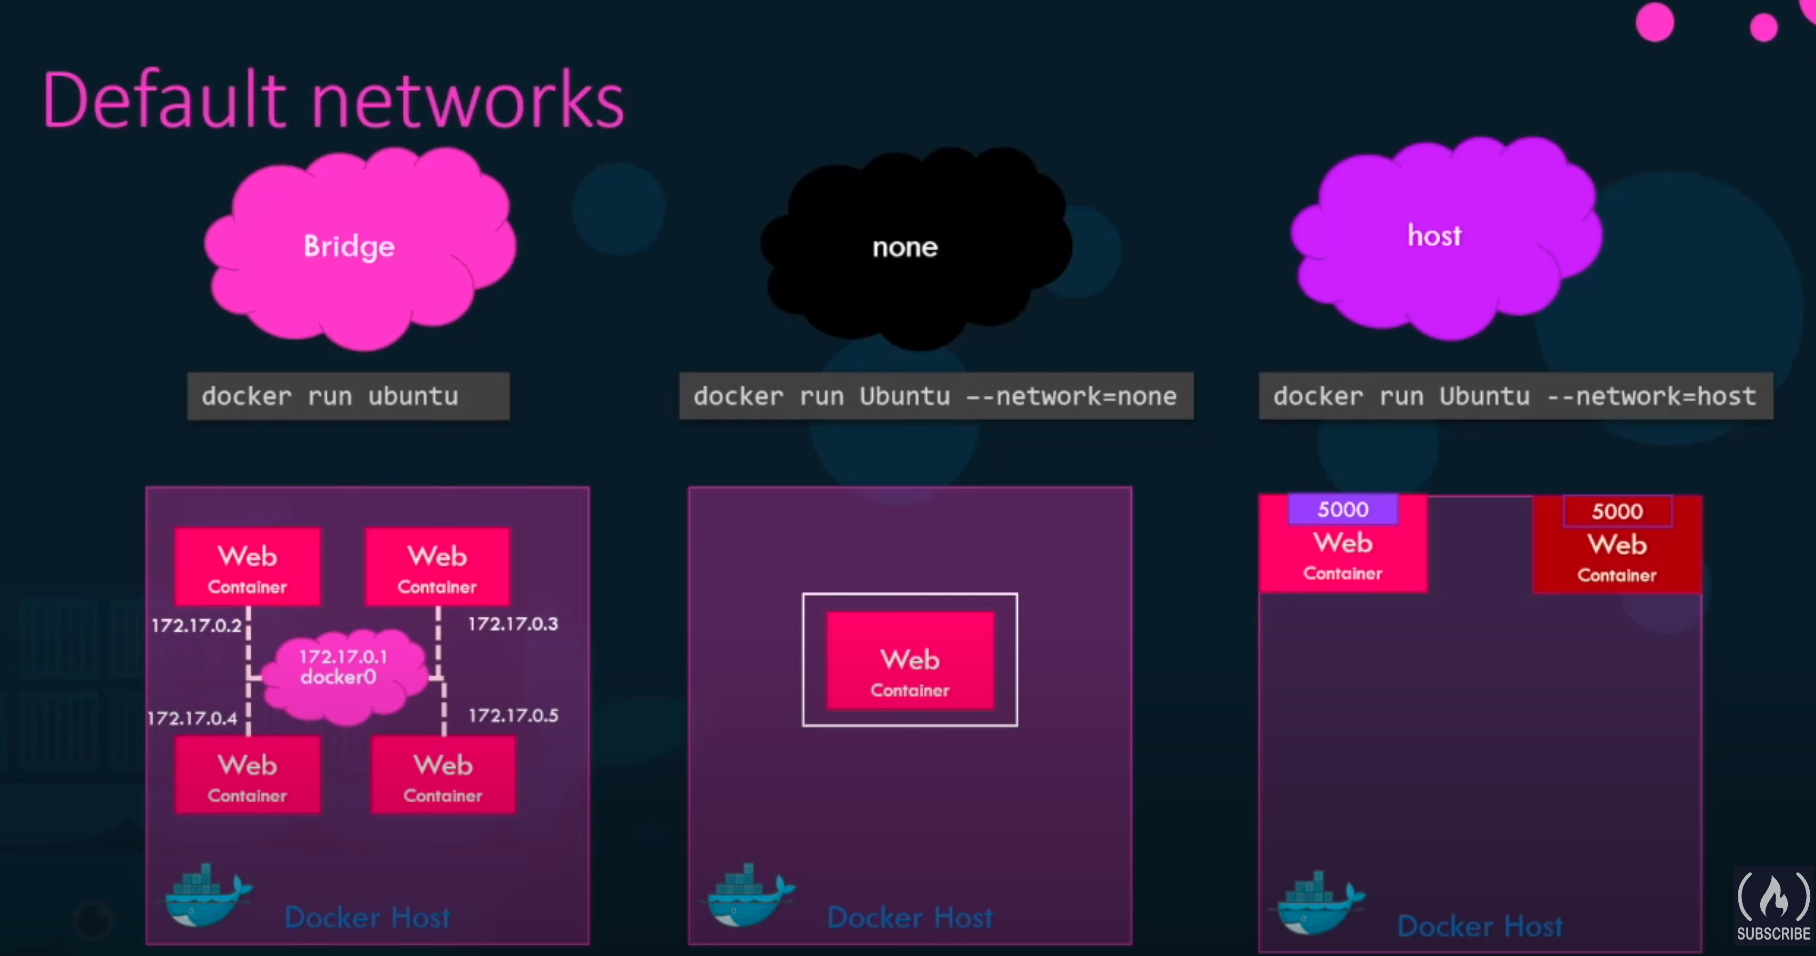 Default networks
Bridge
none
host
docker run ubuntu
docker run Ubuntu –-network=none
docker run Ubuntu --network=host
Web
Container
Web
Container
172.17.0.2
172.17.0.3
172.17.0.1
docker0
172.17.0.4
172.17.0.5
Web
Container
Web
Container
Docker Host
Web
Container
Docker Host
5000
Web
Container
5000
Web
Container
Docker Host
SUBSCRIBE